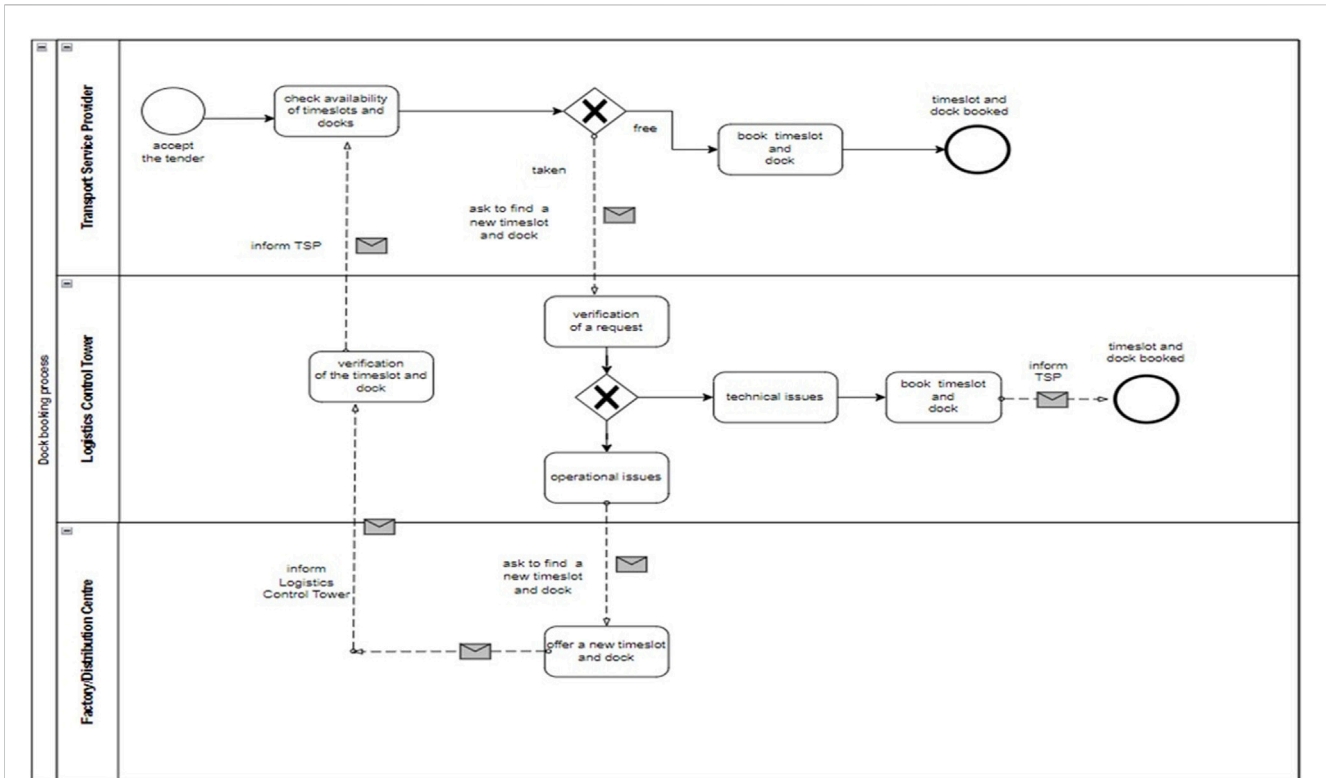 Dock booking process
Transport Service Provider
accept
the tender
check availability
of timeslots and
docks
free
book timeslot
and
dock
timeslot and
dock booked
taken
ask to find a
new timeslot
and dock
inform TSP
Logistics Control Tower
verification
of a request
verification
of the timeslot and
dock
technical issues
book timeslot
and
dock
inform
TSP
timeslot and
dock booked
operational issues
Factory/Distribution Centre
inform
Logistics
Control Tower
ask to find a
new timeslot
and dock
offer a new timeslot
and dock